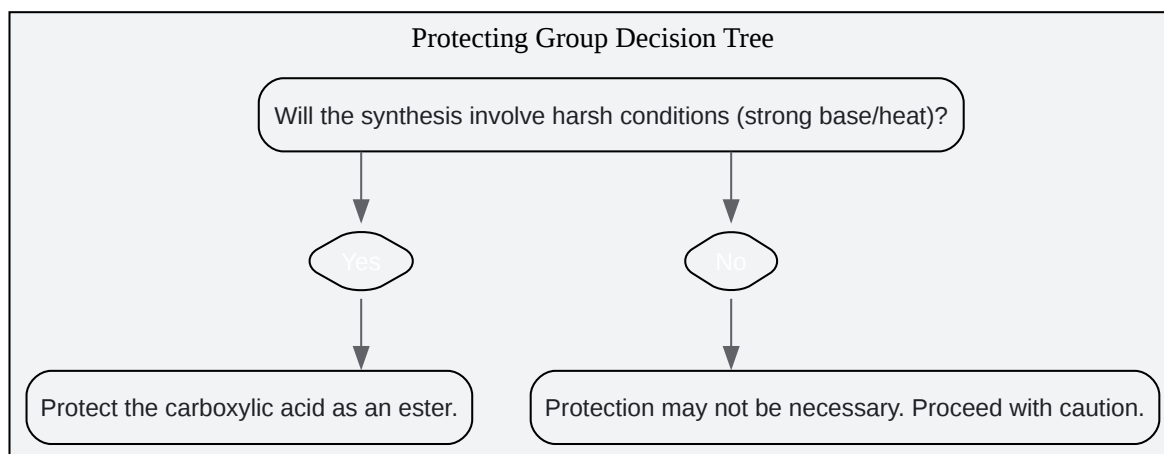 Protecting Group Decision Tree
Will the synthesis involve harsh conditions (strong base/heat)?
Yes
No
Protect the carboxylic acid as an ester.
Protection may not be necessary. Proceed with caution.